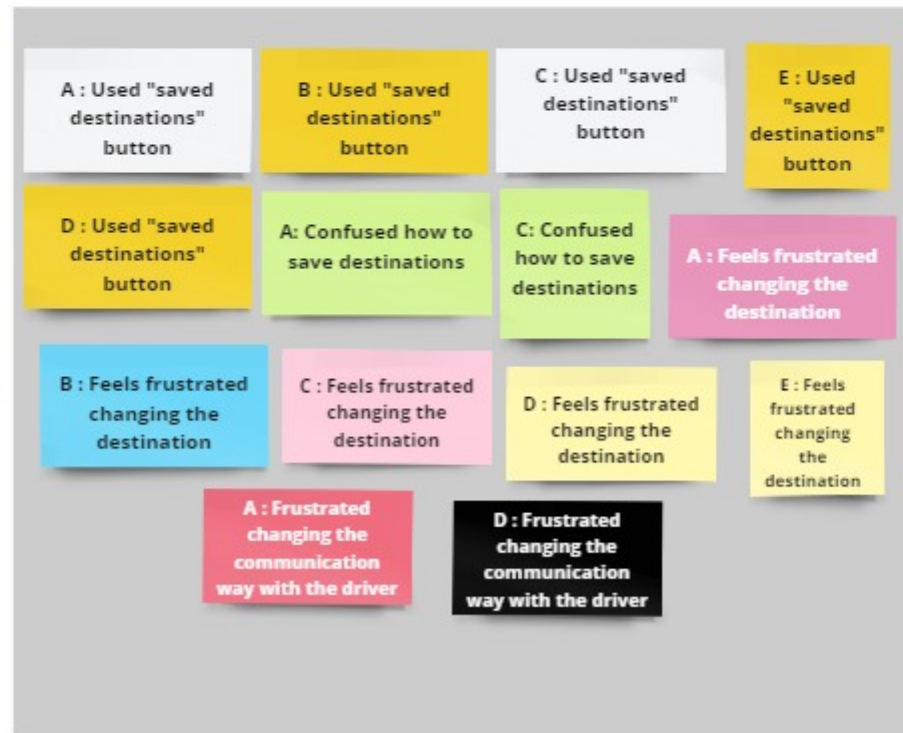 A : Used "saved
destinations"
button
B : Used "saved
destinations"
button
C : Used "saved
destinations"
button
E : Used
"saved
destinations"
button
D : Used "saved
destinations"
button
A: Confused how to
save destinations
C: Confused
how to save
destinations
A : Feels frustrated
changing the
destination
B : Feels frustrated
changing the
destination
C : Feels frustrated
changing the
destination
D : Feels frustrated
changing the
destination
E : Feels
frustrated
changing
the
destination
A : Frustrated
changing the
communication
way with the driver
D : Frustrated
changing the
communication
way with the driver